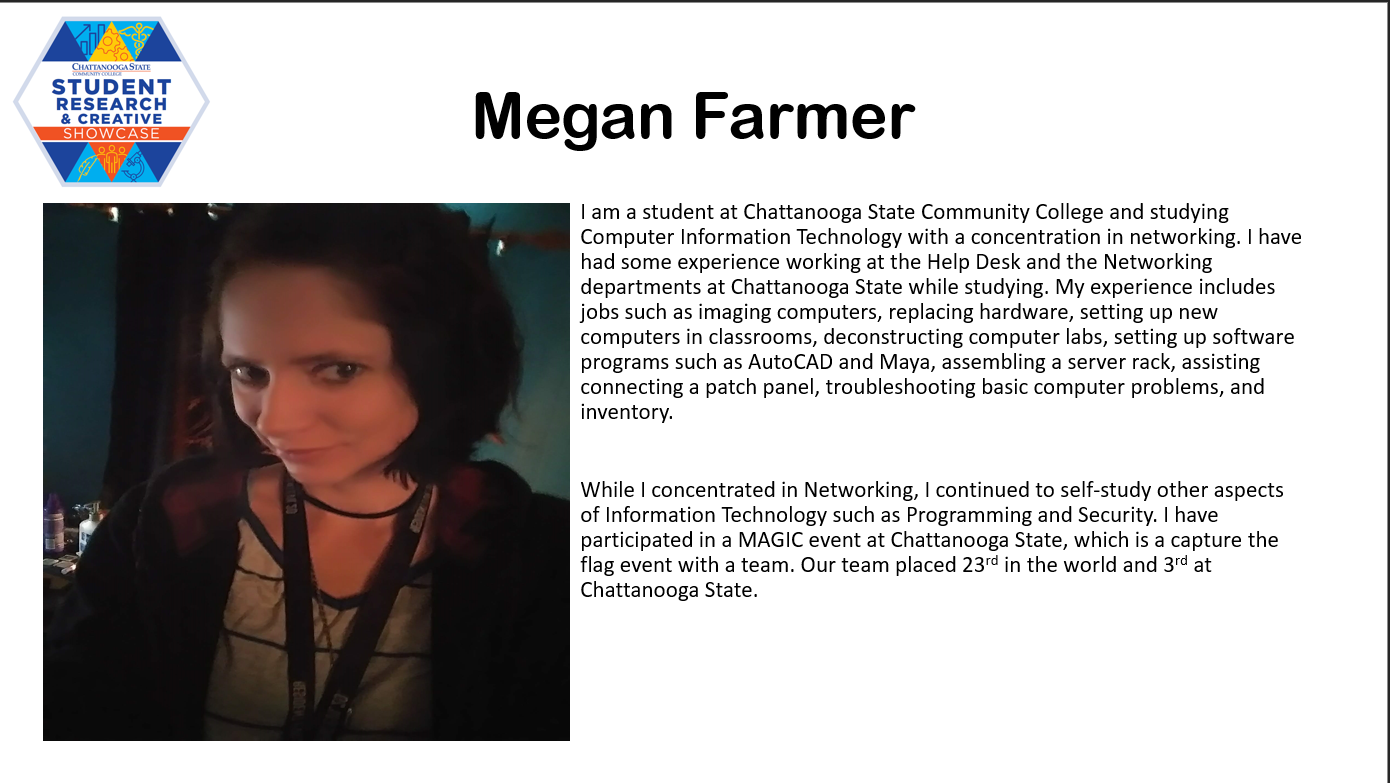 CHATTANOOGA STATE
COMMUNITY COLLEGE
STUDENT
RESEARCH
& CREATIVE
SHOWCASE
Megan Farmer
I am a student at Chattanooga State Community College and studying
Computer Information Technology with a concentration in networking. I have
had some experience working at the Help Desk and the Networking
departments at Chattanooga State while studying. My experience includes
jobs such as imaging computers, replacing hardware, setting up new
computers in classrooms, deconstructing computer labs, setting up software
programs such as AutoCAD and Maya, assembling a server rack, assisting
connecting a patch panel, troubleshooting basic computer problems, and
inventory.
While I concentrated in Networking, I continued to self-study other aspects
of Information Technology such as Programming and Security. I have
participated in a MAGIC event at Chattanooga State, which is a capture the
flag event with a team. Our team placed 23rd in the world and 3rd at
Chattanooga State.